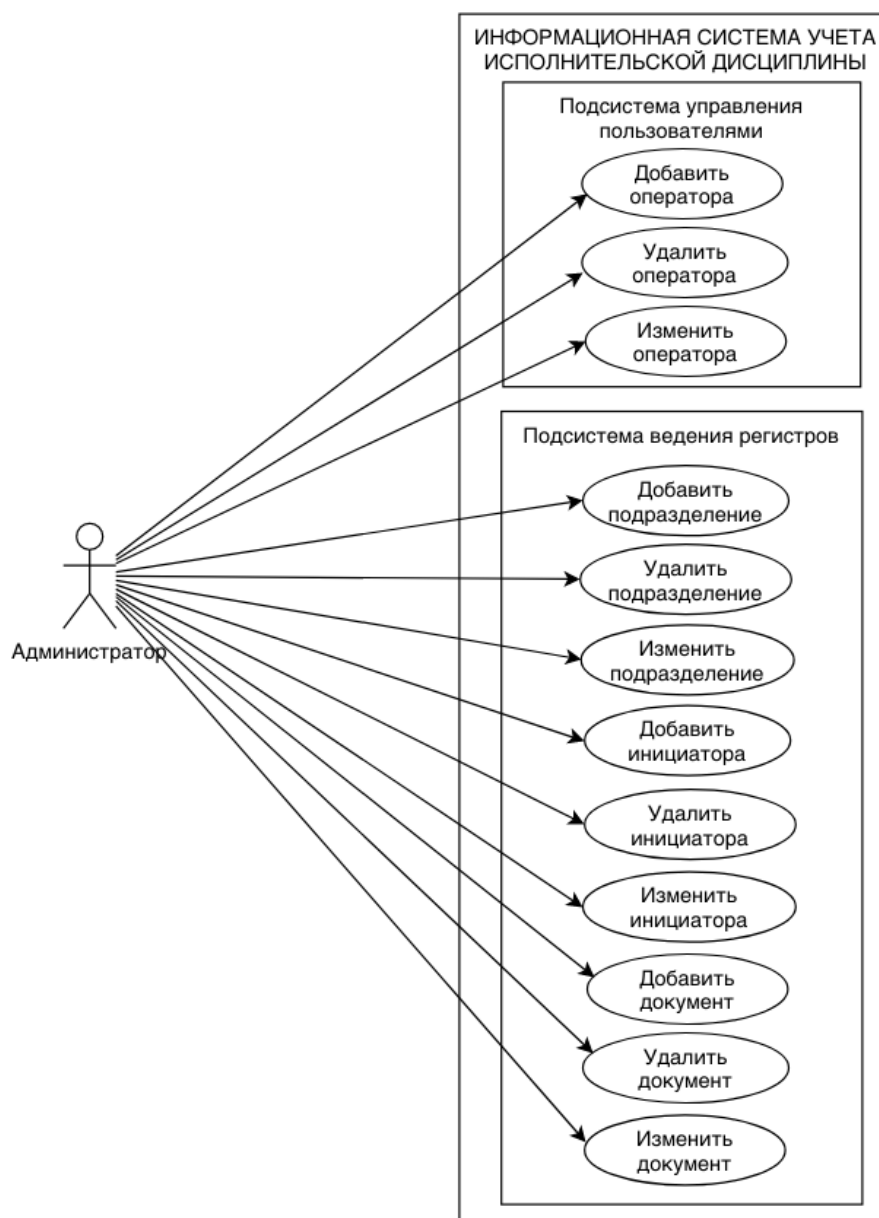 ИНФОРМАЦИОННАЯ СИСТЕМА УЧЕТА
ИСПОЛНИТЕЛЬСКОЙ ДИСЦИПЛИНЫ
Подсистема управления
пользователями
Добавить
оператора
Удалить
оператора
Изменить
оператора
Подсистема ведения регистров
Добавить
подразделение
Удалить
подразделение
Изменить
подразделение
Администратор
Добавить
инициатора
Удалить
инициатора
Изменить
инициатора
Добавить
документ
Удалить
документ
Изменить
документ